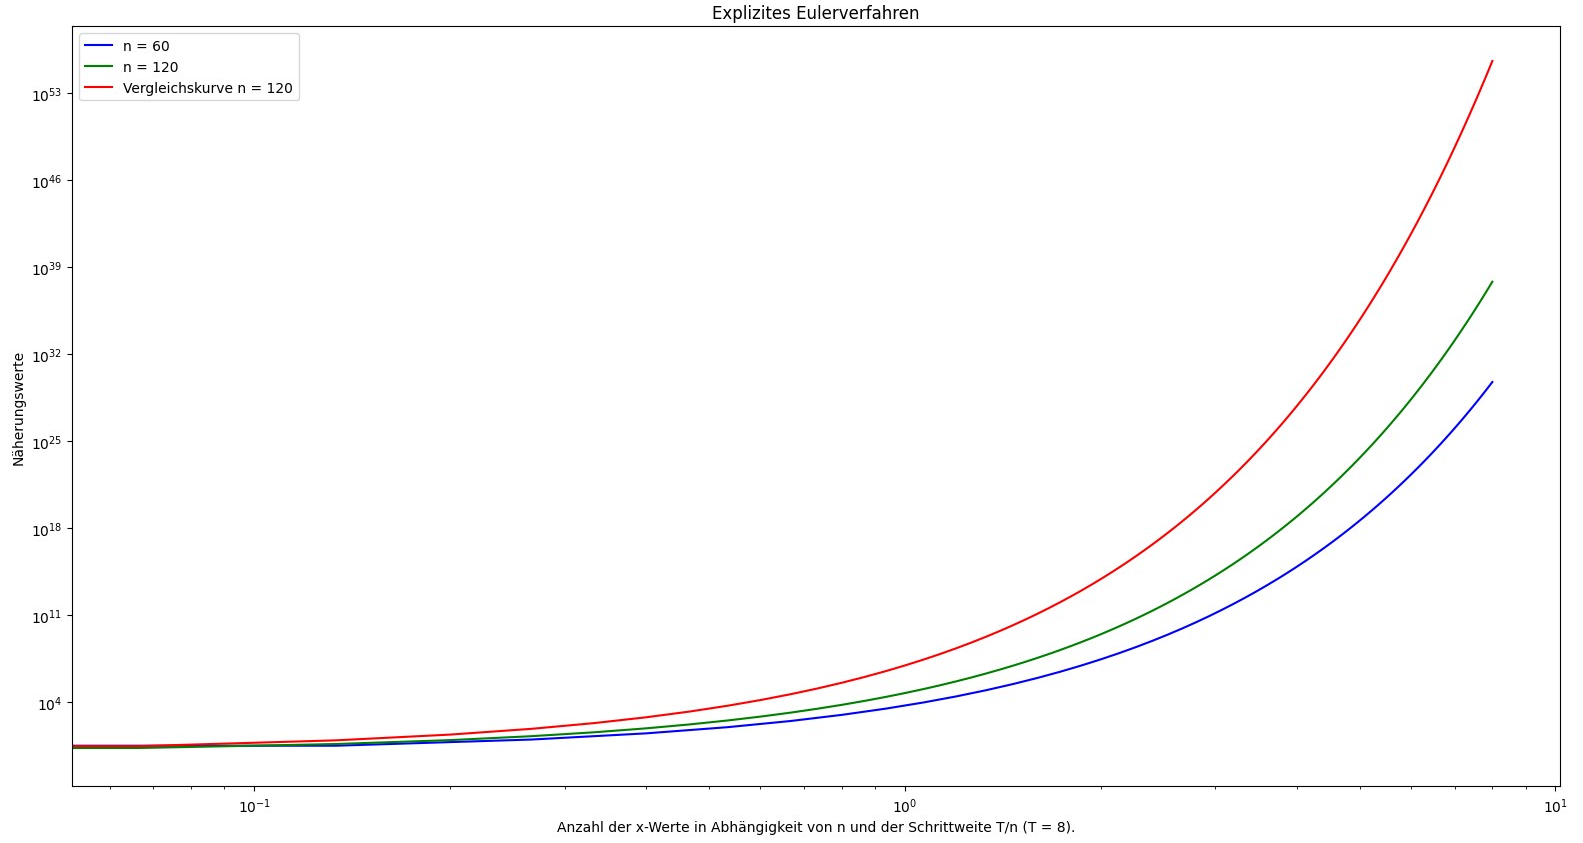 Explizites Eulerverfahren
n = 60
n = 120
Vergleichskurve n = 120
10^53
10^46
10^39
10^32
10^25
10^18
10^11
10^4
Näherungswerte
10^-1
10^0
10^1
Anzahl der x-Werte in Abhängigkeit von n und der Schrittweite T/n (T = 8).